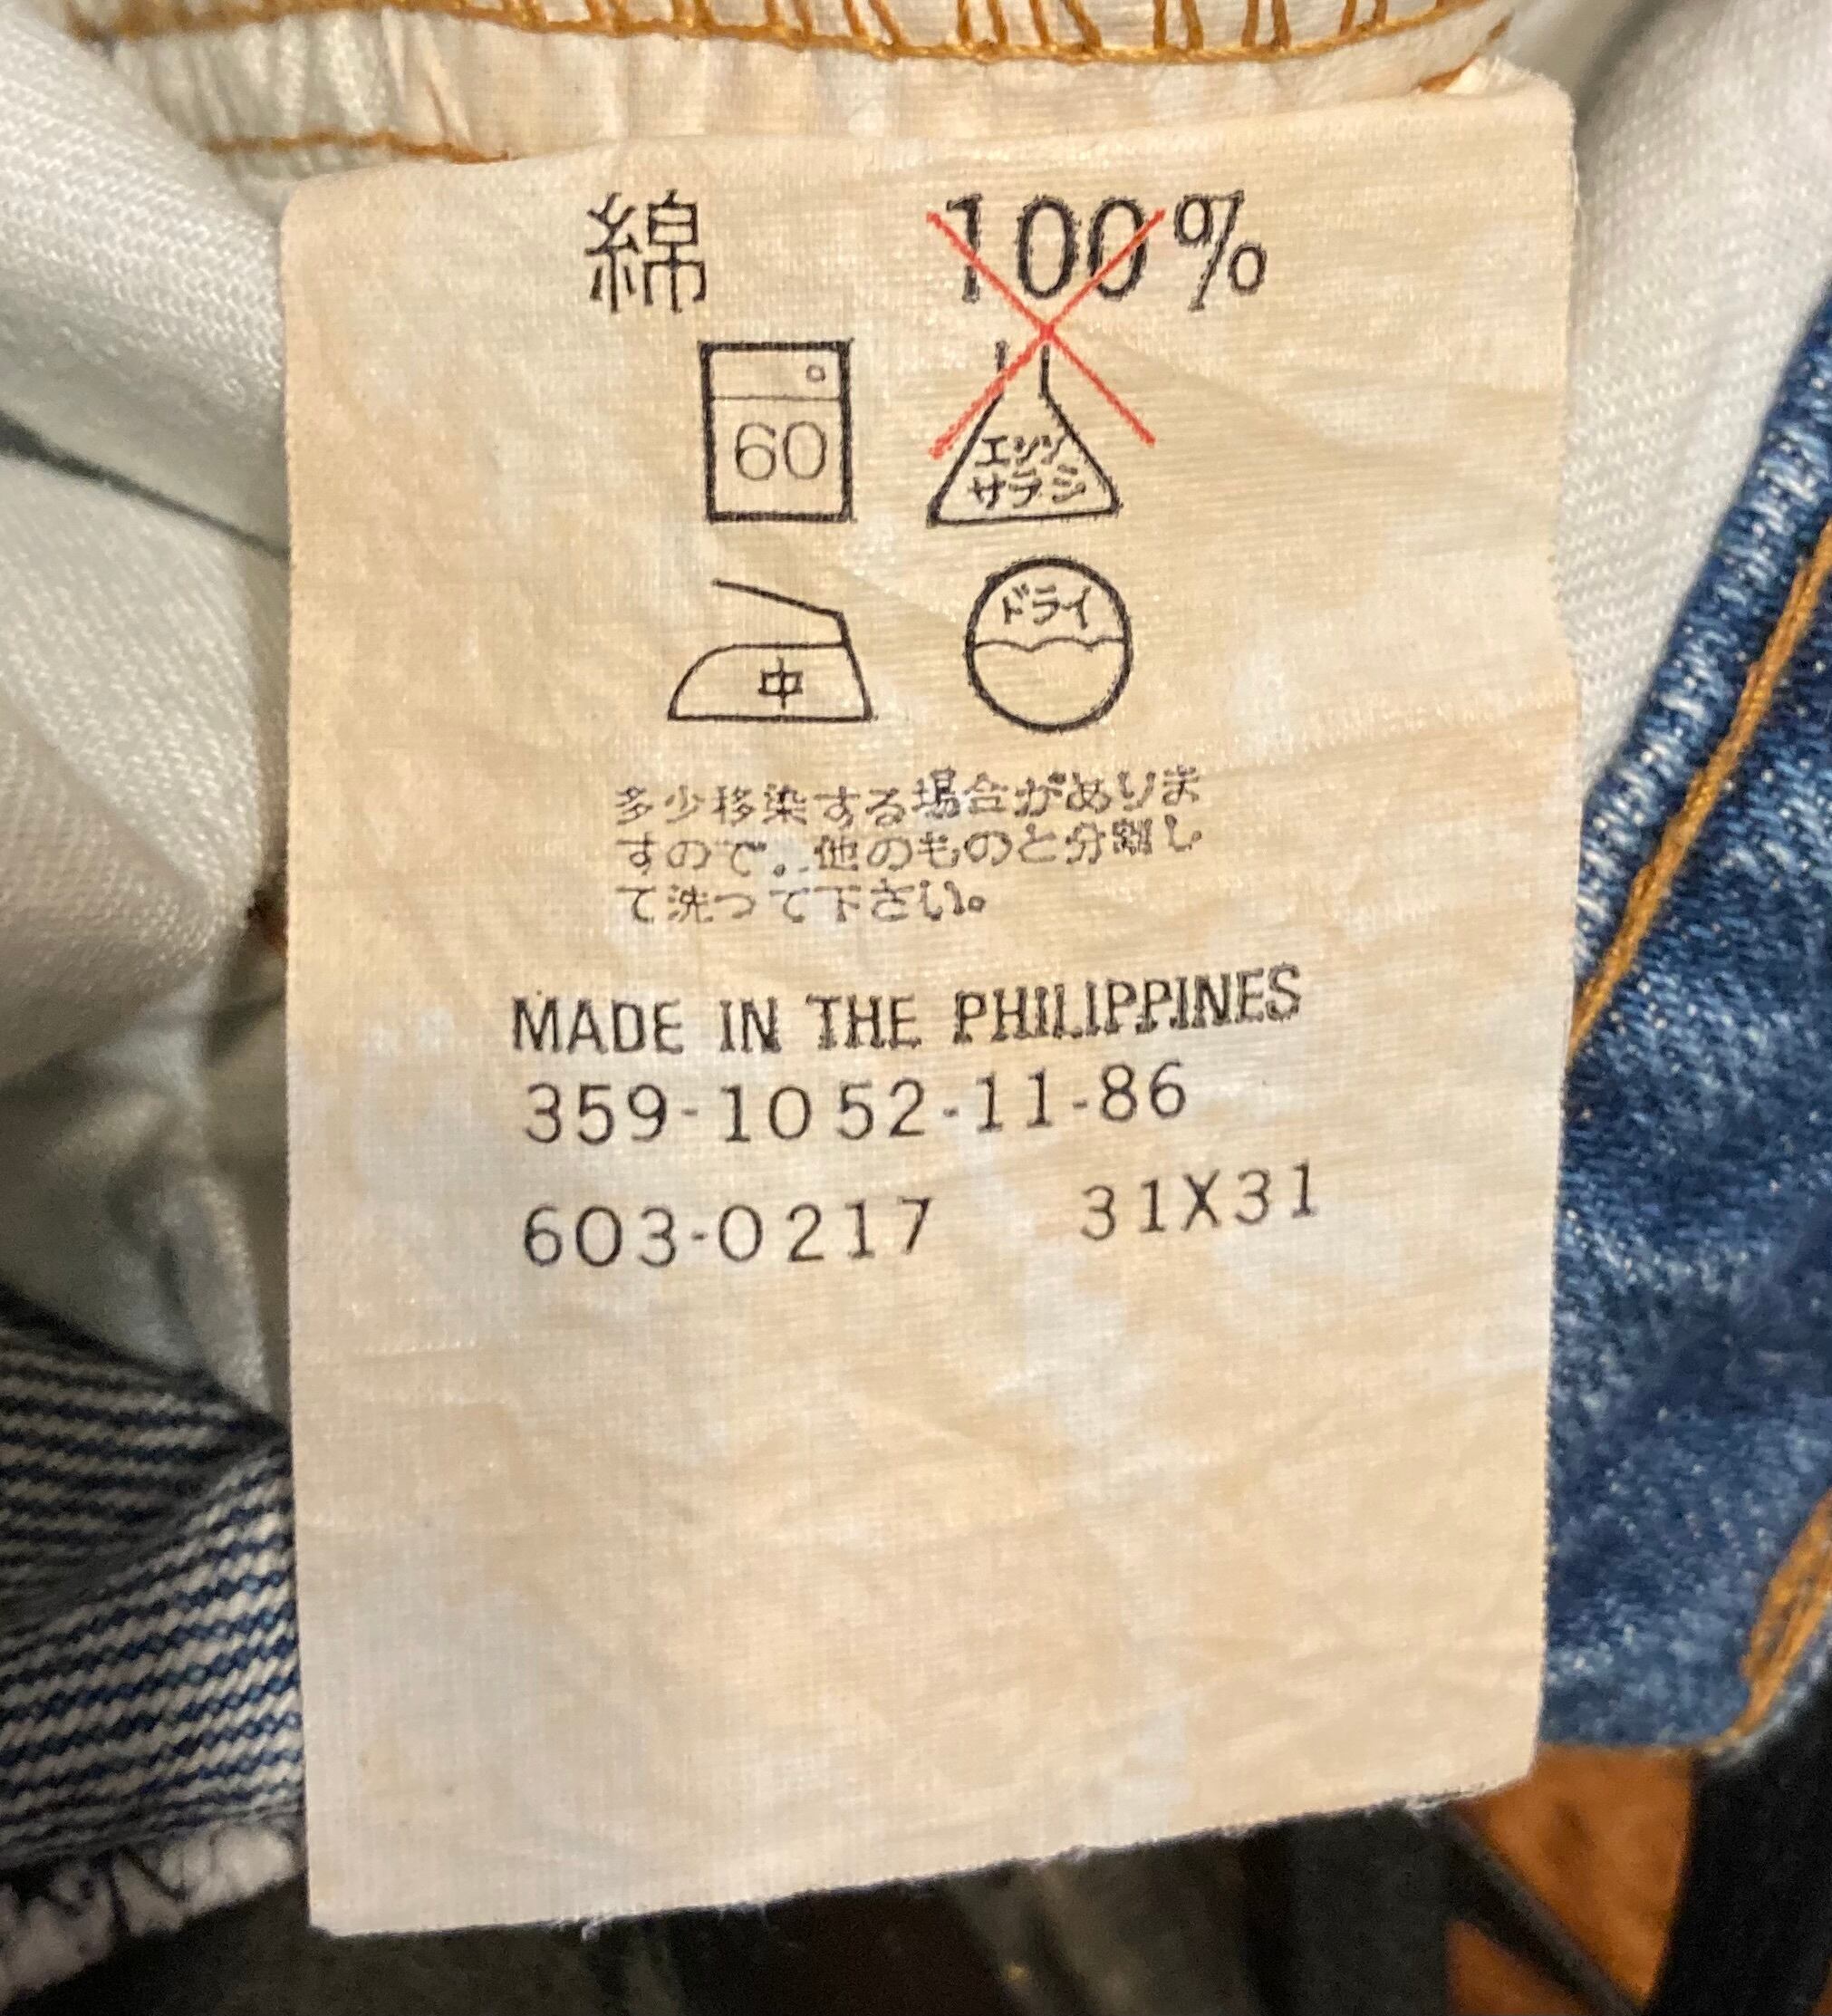 綿 100%
60
エンソ
サラシ
中
ドライ
多少移染する場合がありま
すので、他のものと分離し
て洗って下さい。
MADE IN THE PHILIPPINES
359-1052-11-86
603-0217 31X31